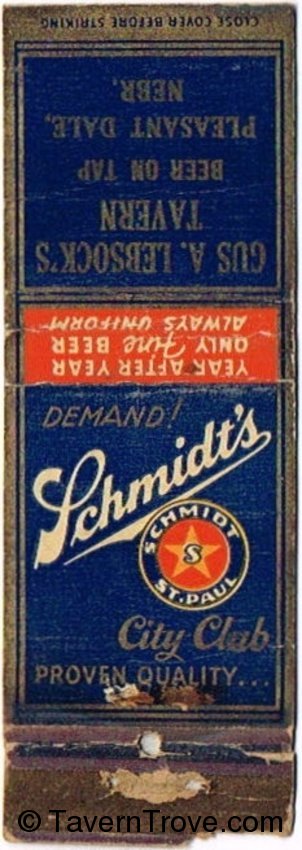 CLOSE COVER BEFORE STRIKING
GUS A. LEBSOCK'S
TAVERN
BEER ON TAP
PLEASANT DALE,
NEBR.
YEAR AFTER YEAR
ONLY Fine BEER
ALWAYS UNIFORM
DEMAND!
Schmidt's
SCHMIDT
S
ST. PAUL
City Club
PROVEN QUALITY...
© TavernTrove.com